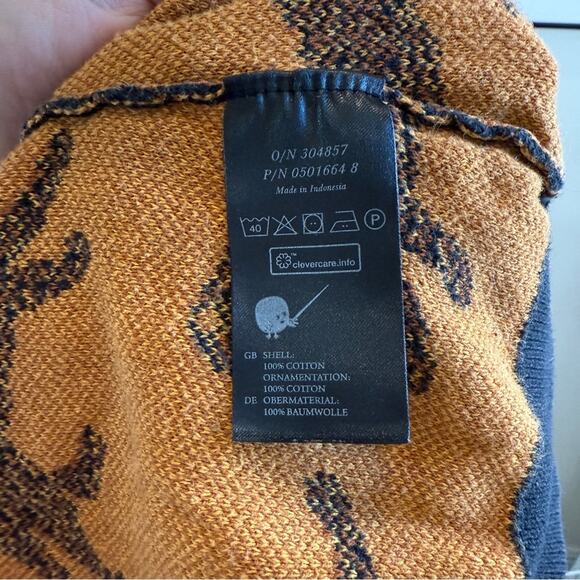 O/N 304857
P/N 0501664 8
Made in Indonesia
40 P
™ clevercare.info
GB SHELL:
100% COTTON
ORNAMENTATION:
100% COTTON
DE OBERMATERIAL:
100% BAUMWOLLE